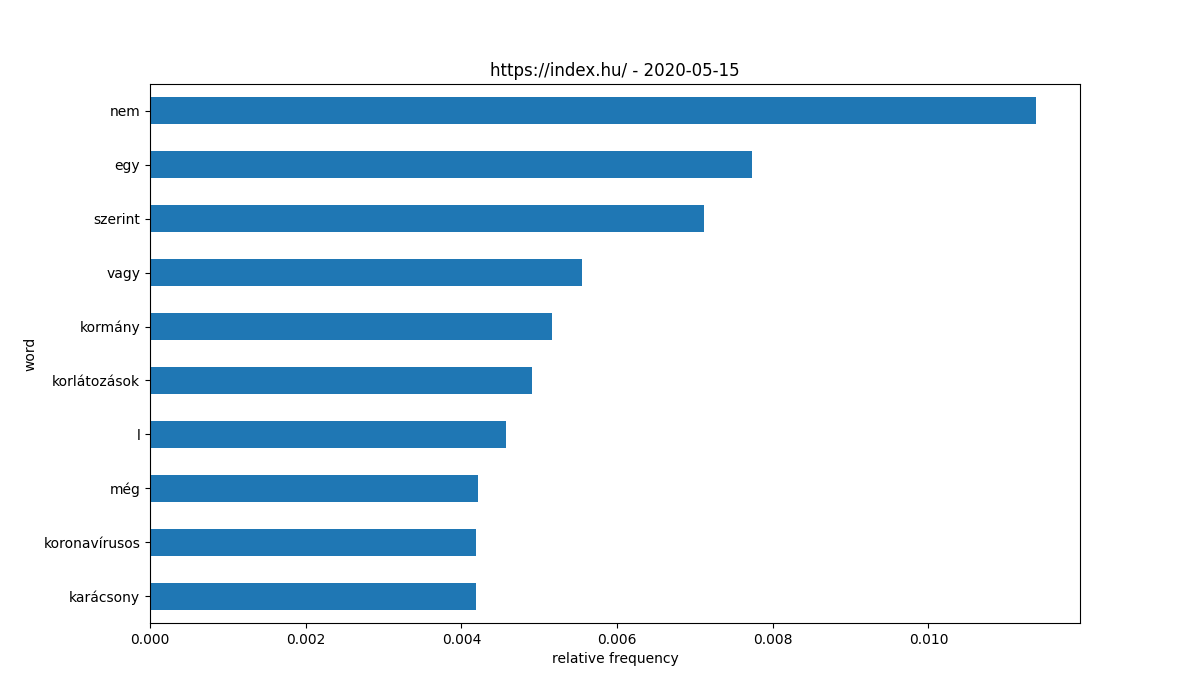 https://index.hu/ - 2020-05-15
nem
egy
szerint
vagy
kormány
korlátozások
l
még
koronavírusos
karácsony
word
0.000 0.002 0.004 0.006 0.008 0.010
relative frequency